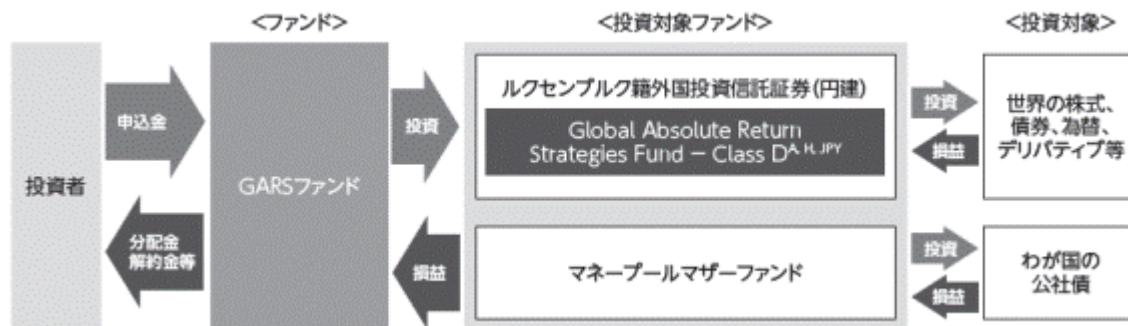 <ファンド>
<投資対象ファンド>
<投資対象>
投資者
申込金
分配金
解約金等
GARSファンド
投資
損益
ルクセンブルク籍外国投資信託証券(円建)
Global Absolute Return
Strategies Fund – Class D^A, H, JPY
マネープールマザーファンド
投資
損益
世界の株式、
債券、為替、
デリバティブ等
投資
損益
わが国の
公社債